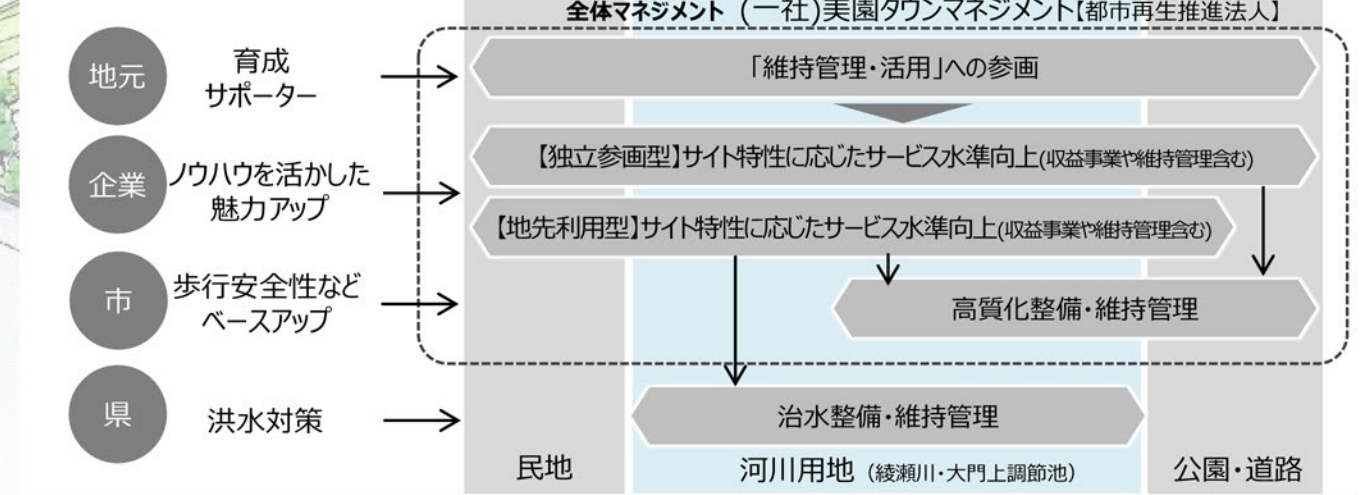 全体マネジメント (一社)美園タウンマネジメント【都市再生推進法人】
地元
育成
サポーター
「維持管理・活用」への参画
企業
ノウハウを活かした
魅力アップ
【独立参画型】サイト特性に応じたサービス水準向上(収益事業や維持管理含む)
【地先利用型】サイト特性に応じたサービス水準向上(収益事業や維持管理含む)
市
歩行安全性など
ベースアップ
高質化整備・維持管理
県
洪水対策
治水整備・維持管理
民地
河川用地 (綾瀬川・大門上調節池)
公園・道路